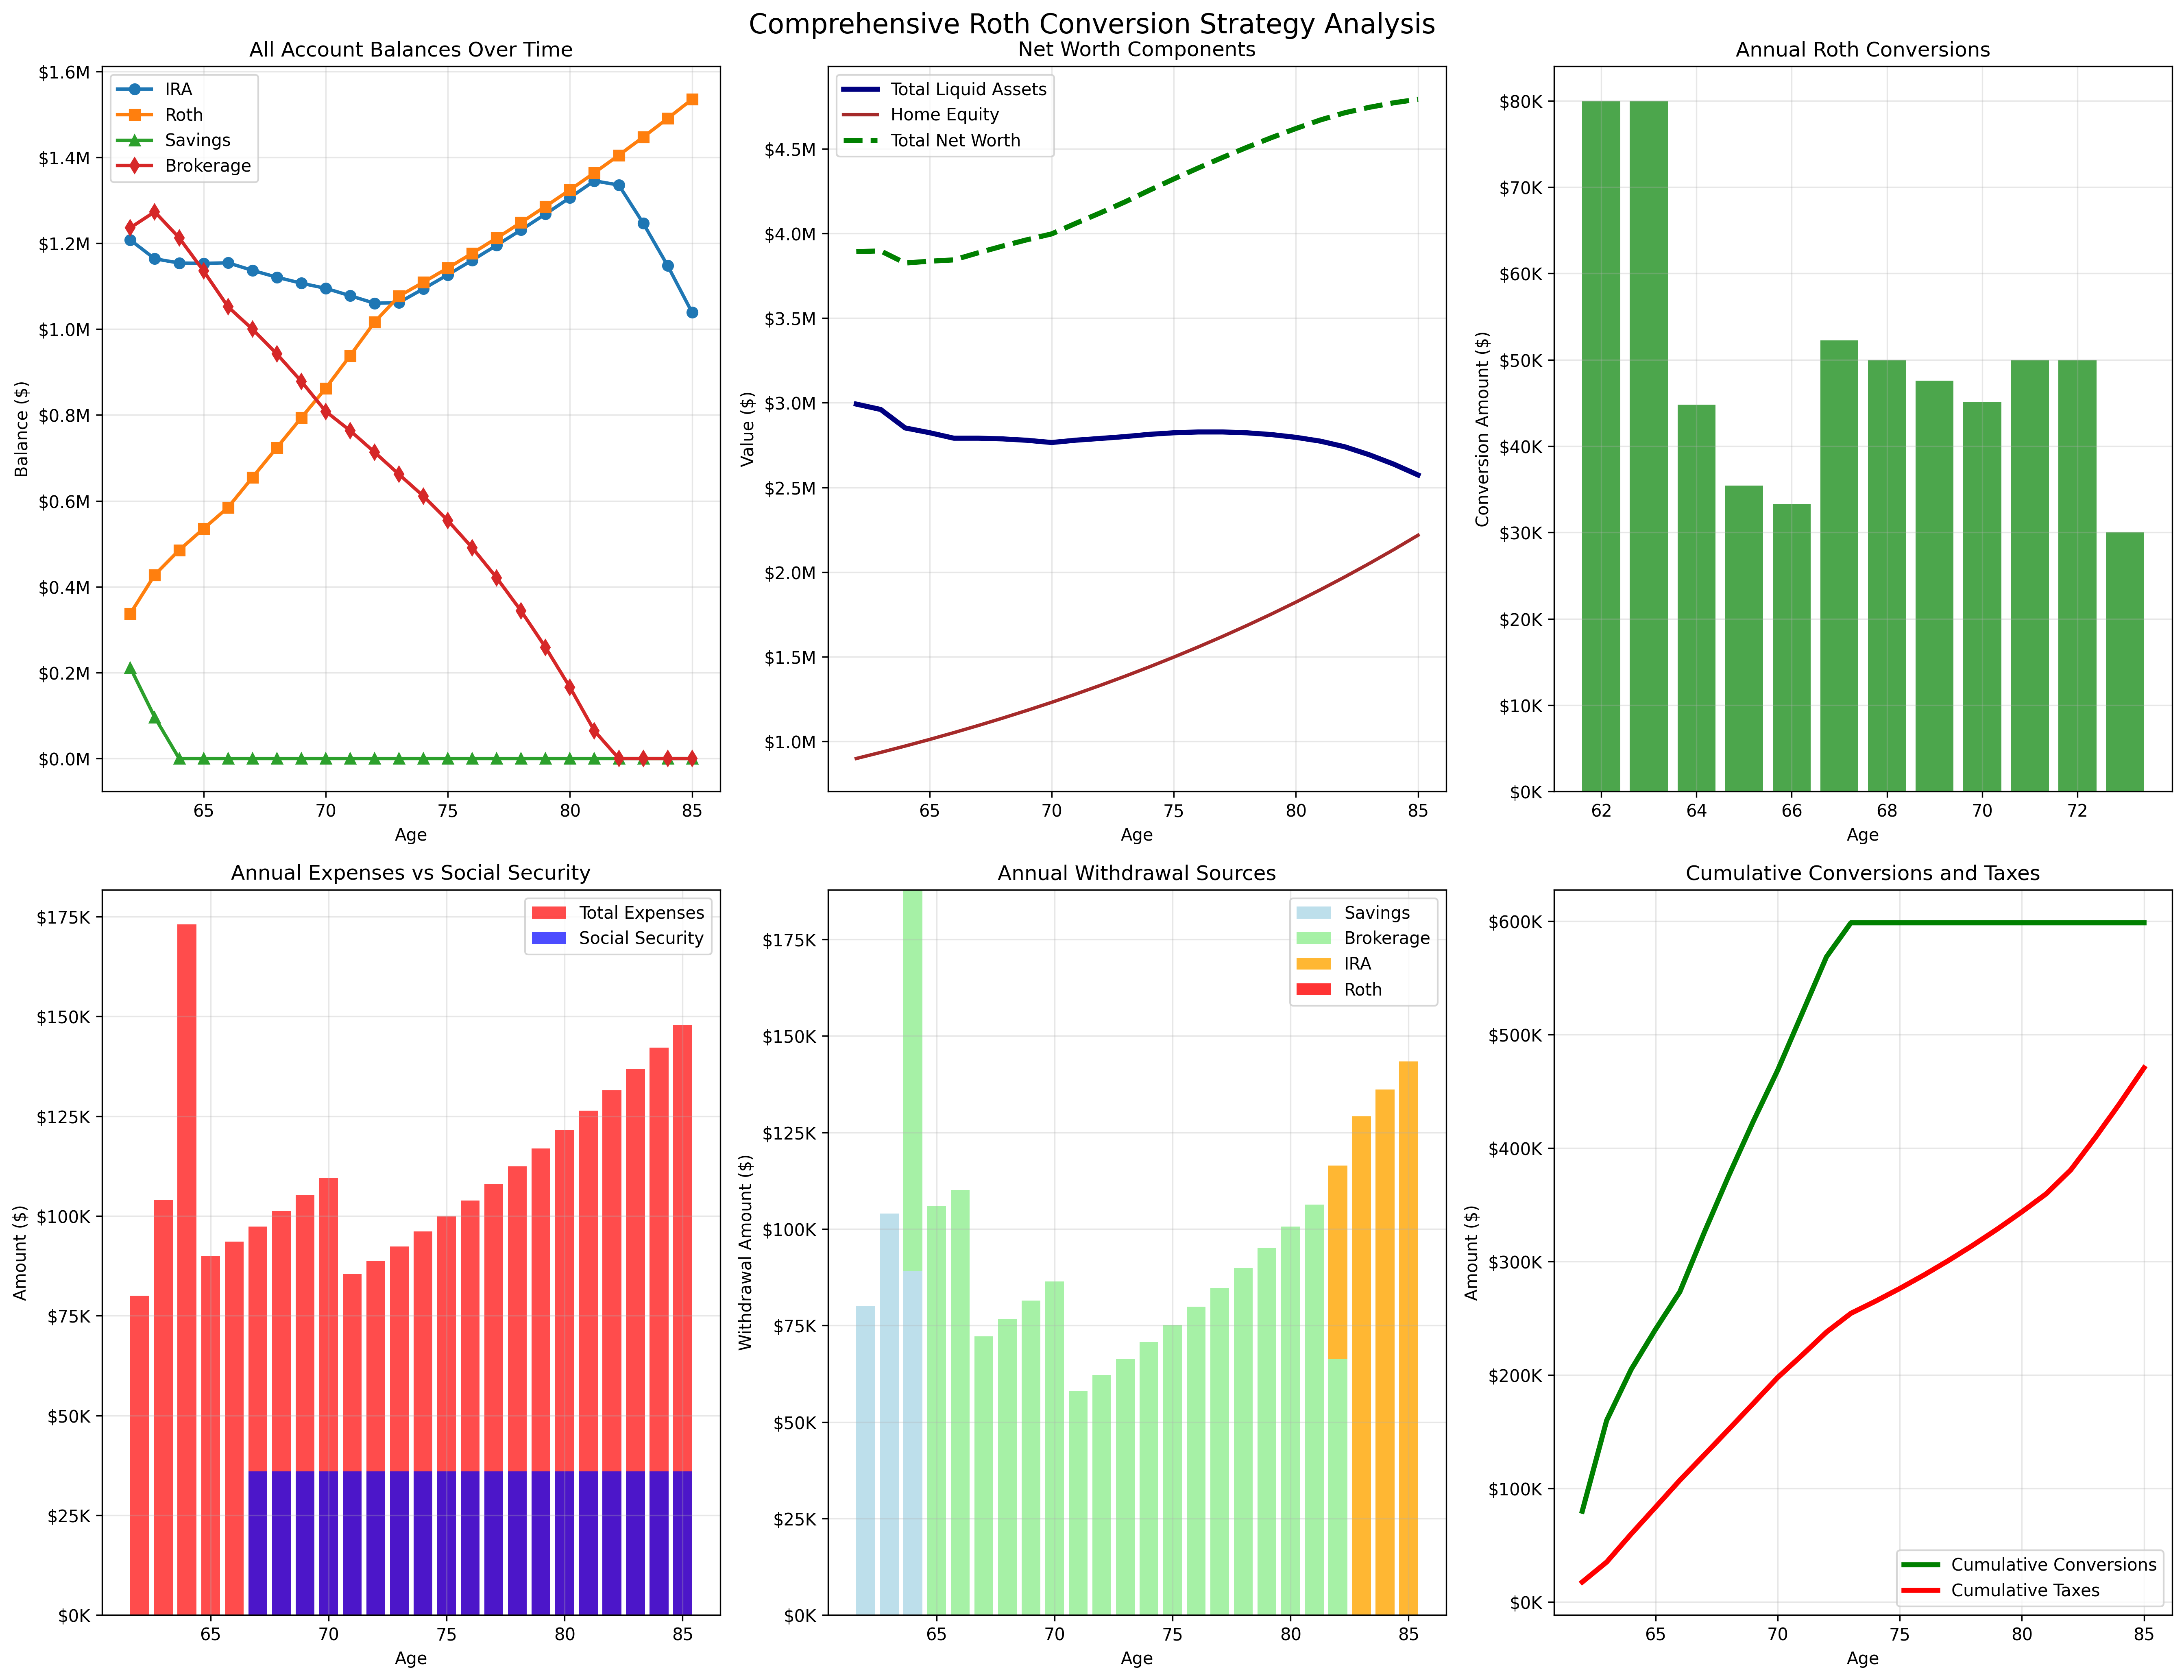 Comprehensive Roth Conversion Strategy Analysis
All Account Balances Over Time
IRA
Roth
Savings
Brokerage
$1.6M
$1.4M
$1.2M
$1.0M
$0.8M
$0.6M
$0.4M
$0.2M
$0.0M
Balance ($)
65 70 75 80 85
Age
Net Worth Components
Total Liquid Assets
Home Equity
Total Net Worth
$4.5M
$4.0M
$3.5M
$3.0M
$2.5M
$2.0M
$1.5M
$1.0M
Value ($)
65 70 75 80 85
Age
Annual Roth Conversions
$80K
$70K
$60K
$50K
$40K
$30K
$20K
$10K
$0K
Conversion Amount ($)
62 64 66 68 70 72
Age
Annual Expenses vs Social Security
Total Expenses
Social Security
$175K
$150K
$125K
$100K
$75K
$50K
$25K
$0K
Amount ($)
65 70 75 80 85
Age
Annual Withdrawal Sources
Savings
Brokerage
IRA
Roth
$175K
$150K
$125K
$100K
$75K
$50K
$25K
$0K
Withdrawal Amount ($)
65 70 75 80 85
Age
Cumulative Conversions and Taxes
$600K
$500K
$400K
$300K
$200K
$100K
$0K
Amount ($)
Cumulative Conversions
Cumulative Taxes
65 70 75 80 85
Age